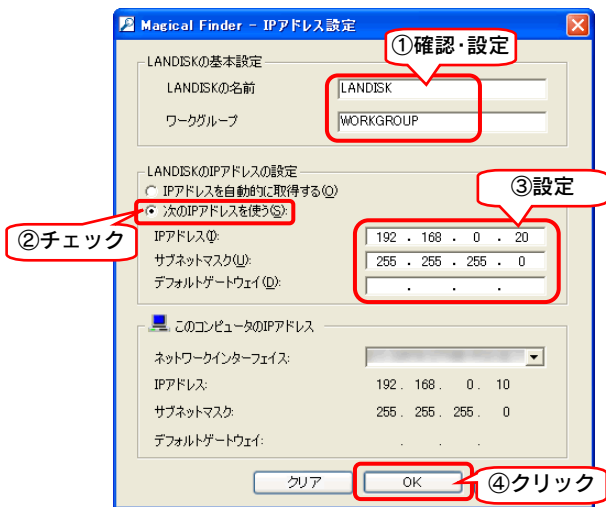 Magical Finder - IPアドレス設定
①確認・設定
LANDISKの基本設定
LANDISKの名前 LANDISK
ワークグループ WORKGROUP
LANDISKのIPアドレスの設定
IPアドレスを自動的に取得する(O)
③設定
次のIPアドレスを使う(S):
②チェック
IPアドレス(I): 192 . 168 . 0 . 20
サブネットマスク(U): 255 . 255 . 255 . 0
デフォルトゲートウェイ(D): . . .
このコンピュータのIPアドレス
ネットワークインターフェイス:
IPアドレス: 192 . 168 . 0 . 10
サブネットマスク: 255 . 255 . 255 . 0
デフォルトゲートウェイ: . . .
クリア OK ④クリック